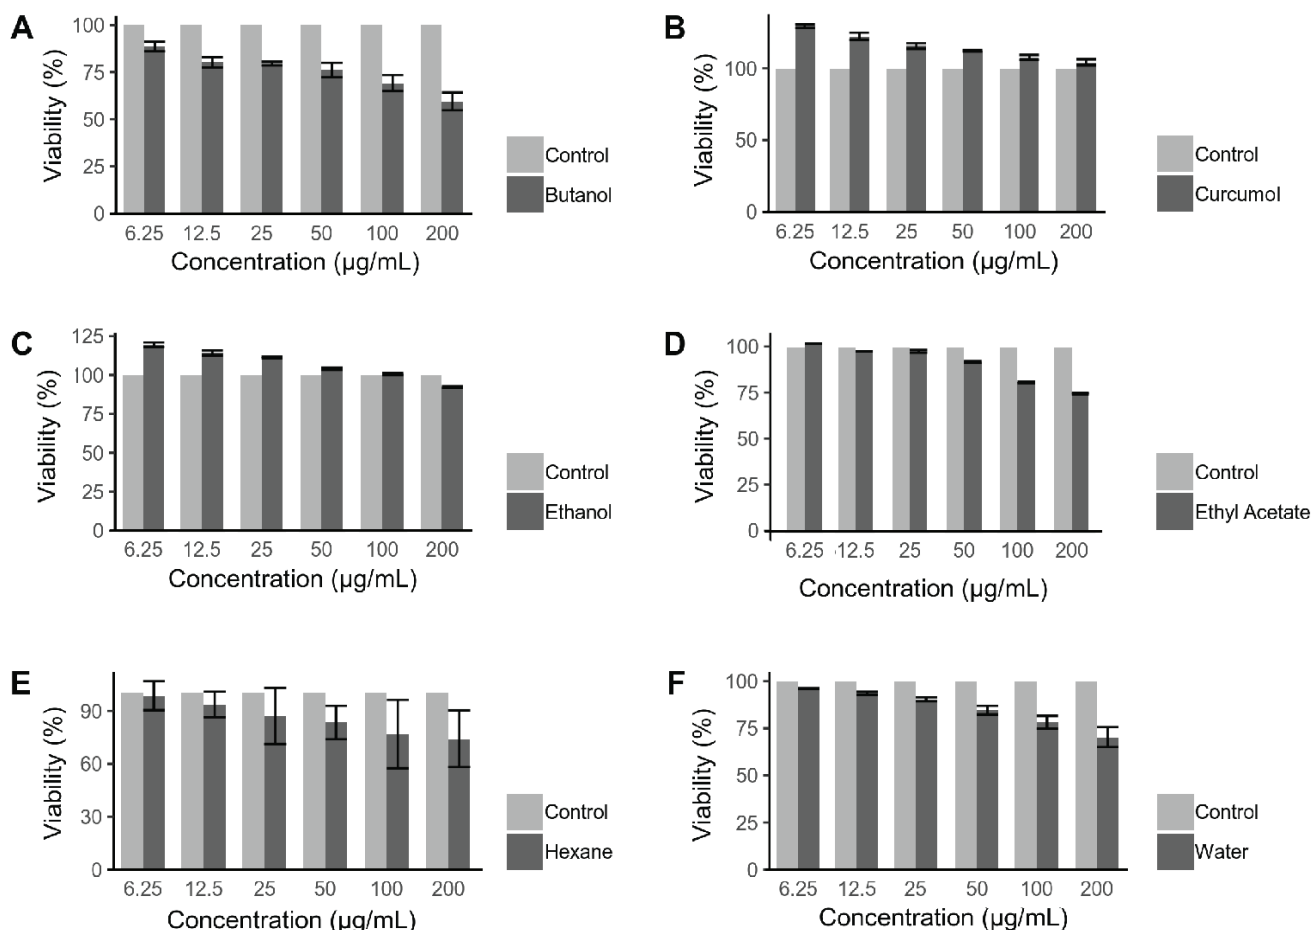 A
Viability (%)
100
75
50
25
0
6.25 12.5 25 50 100 200
Concentration (µg/mL)
Control
Butanol
B
Viability (%)
100
50
0
6.25 12.5 25 50 100 200
Concentration (µg/mL)
Control
Curcumol
C
Viability (%)
125
100
75
50
25
0
6.25 12.5 25 50 100 200
Concentration (µg/mL)
Control
Ethanol
D
Viability (%)
100
75
50
25
0
6.25 12.5 25 50 100 200
Concentration (µg/mL)
Control
Ethyl Acetate
E
Viability (%)
90
60
30
0
6.25 12.5 25 50 100 200
Concentration (µg/mL)
Control
Hexane
F
Viability (%)
100
75
50
25
0
6.25 12.5 25 50 100 200
Concentration (µg/mL)
Control
Water